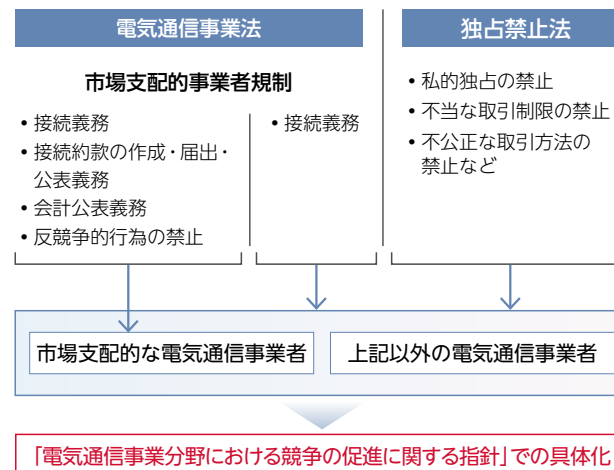 電気通信事業法
市場支配的事業者規制
• 接続義務
• 接続約款の作成・届出・
公表義務
• 会計公表義務
• 反競争的行為の禁止
• 接続義務
独占禁止法
• 私的独占の禁止
• 不当な取引制限の禁止
• 不公正な取引方法の
禁止など
市場支配的な電気通信事業者
上記以外の電気通信事業者
「電気通信事業分野における競争の促進に関する指針」での具体化